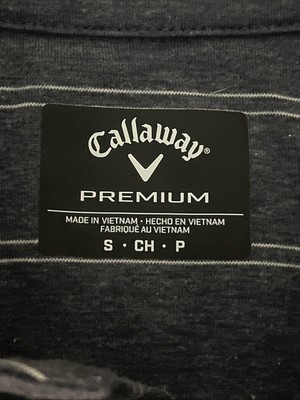 Callaway®
PREMIUM
MADE IN VIETNAM • HECHO EN VIETNAM
FABRIQUÉ AU VIETNAM
S • CH • P